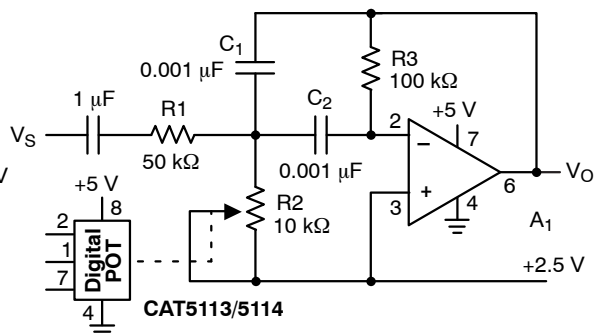 C1
0.001 μF
R3
100 kΩ
1 μF
R1
C2
+5 V
VS
2
7
50 kΩ
0.001 μF
–
6
VO
V
+5 V
8
R2
10 kΩ
+
3
4
A1
2
1
7
Digital
POT
+2.5 V
4
CAT5113/5114